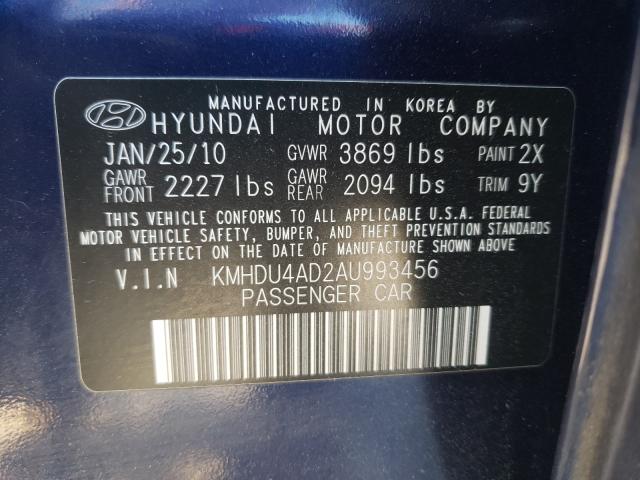 MANUFACTURED IN KOREA BY
HYUNDAI MOTOR COMPANY
JAN/25/10 GVWR 3869 lbs PAINT 2X
GAWR FRONT 2227 lbs GAWR REAR 2094 lbs TRIM 9Y
THIS VEHICLE CONFORMS TO ALL APPLICABLE U.S.A. FEDERAL
MOTOR VEHICLE SAFETY, BUMPER, AND THEFT PREVENTION STANDARDS
IN EFFECT ON THE DATE OF MANUFACTURE SHOWN ABOVE
V.I.N KMHDU4AD2AU993456
PASSENGER CAR